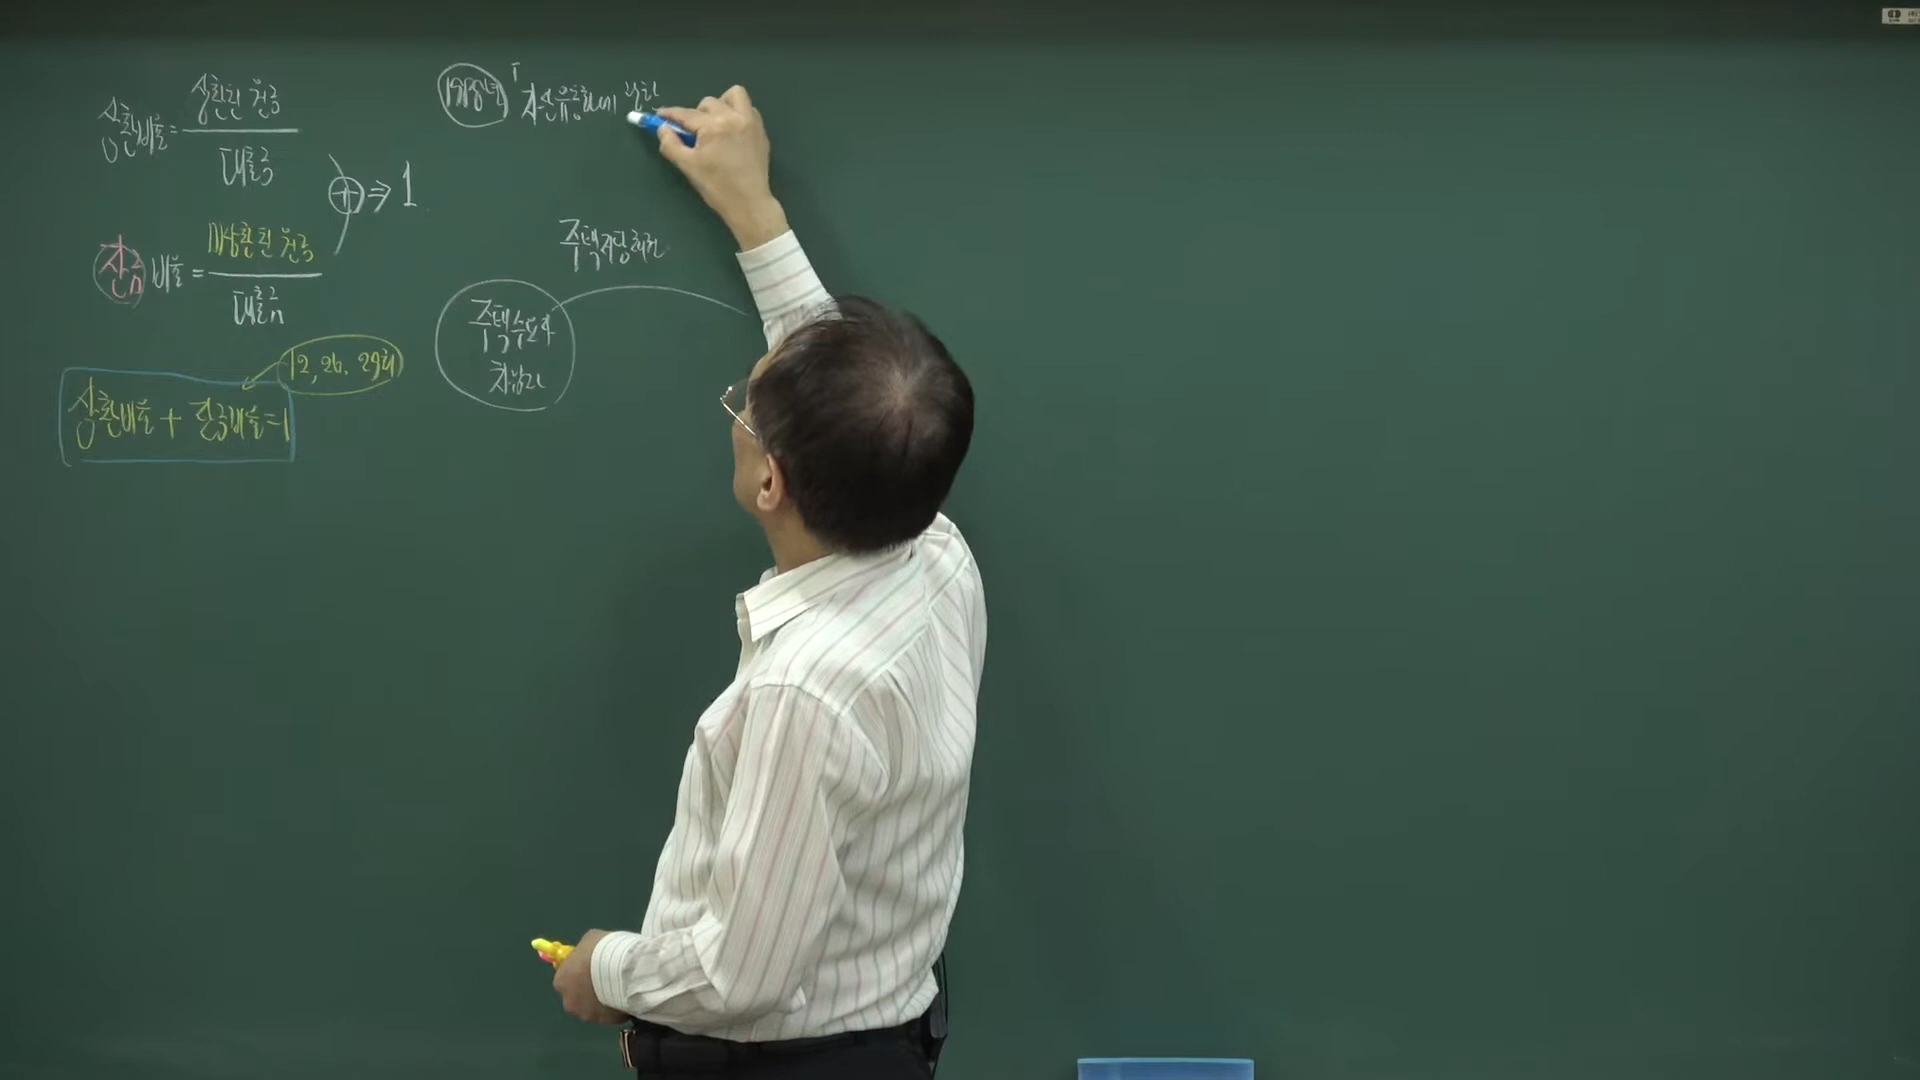 상환비율 = 상환된 원금 / 대출금
잔금 비율 = 미상환된 원금 / 대출금
+ ⇒ 1
12, 26, 29회
상환비율 + 잔금비율 = 1
1998년 「자산유동화에 관한
주택저당채권
주택수요자
차입자